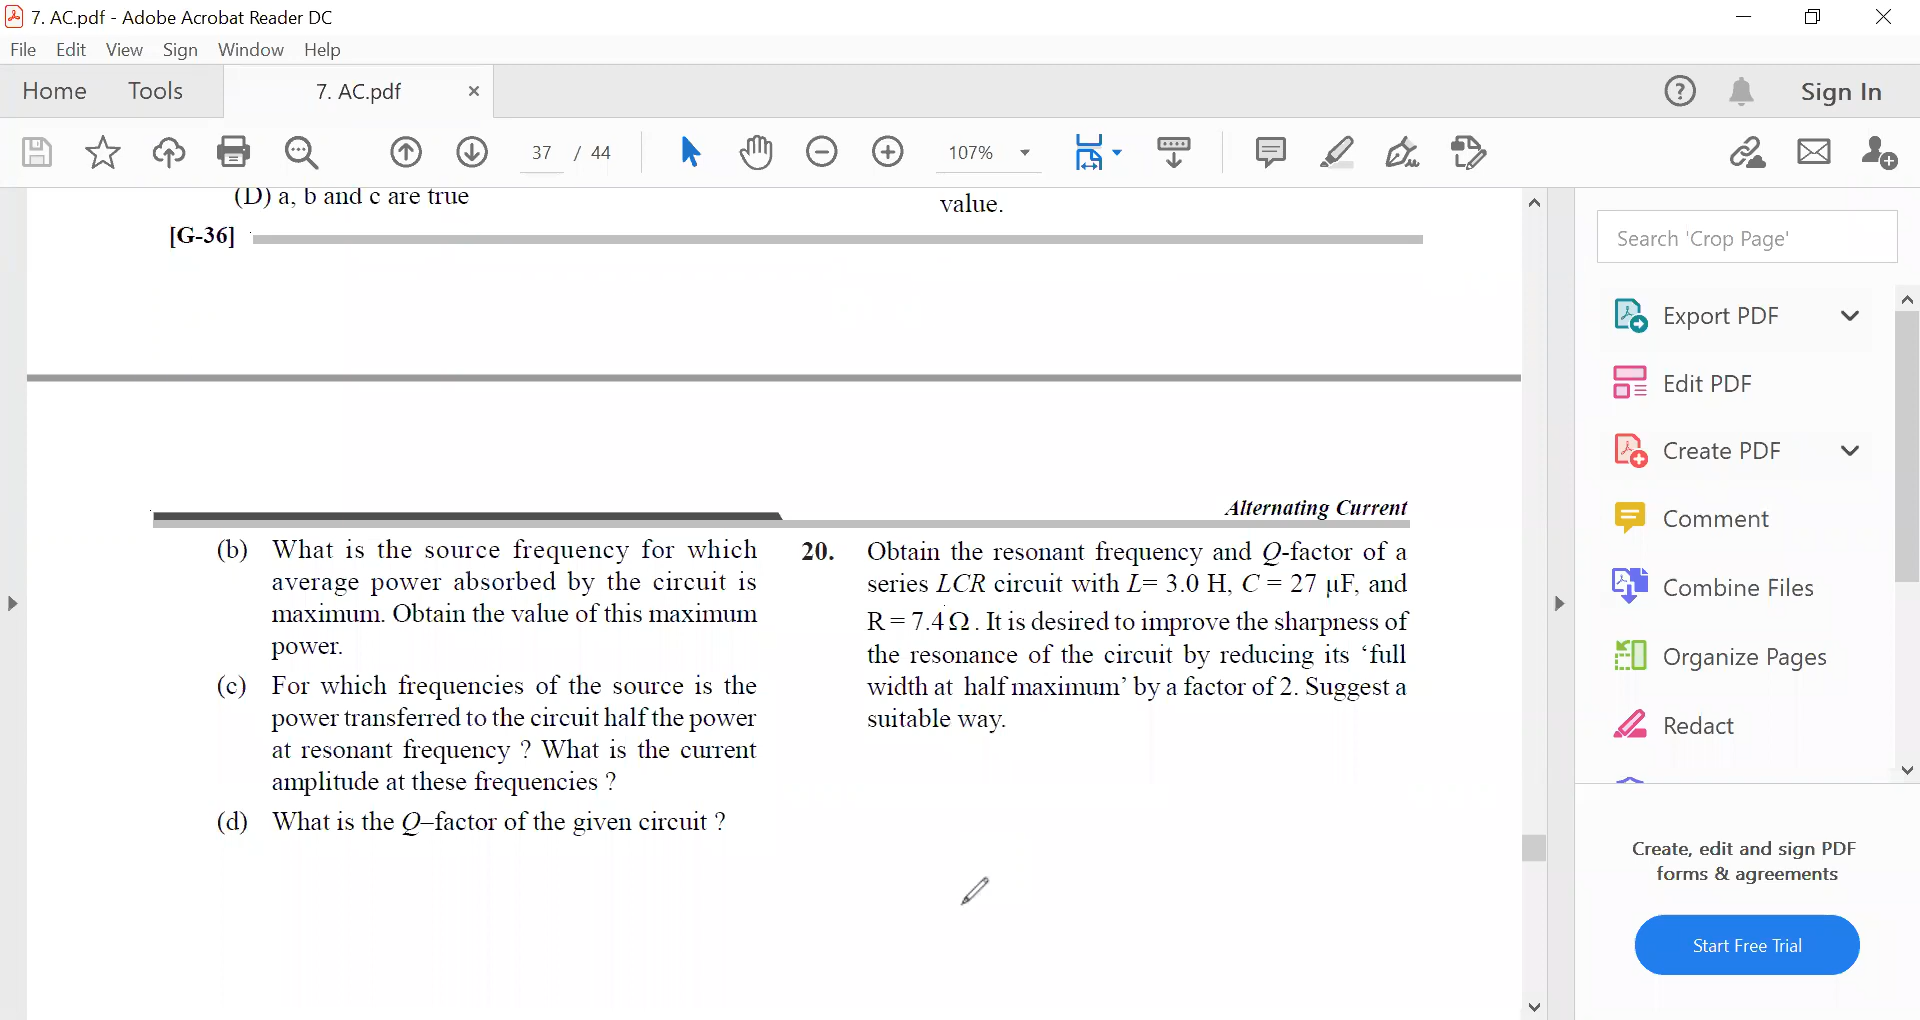 7. AC.pdf - Adobe Acrobat Reader DC
File Edit View Sign Window Help
Home Tools 7. AC.pdf × Sign In
37 / 44 107%
(D) a, b and c are true
value.
[G-36]
Alternating Current
(b) What is the source frequency for which
average power absorbed by the circuit is
maximum. Obtain the value of this maximum
power.
(c) For which frequencies of the source is the
power transferred to the circuit half the power
at resonant frequency ? What is the current
amplitude at these frequencies ?
(d) What is the Q–factor of the given circuit ?
20. Obtain the resonant frequency and Q-factor of a
series LCR circuit with L= 3.0 H, C = 27 μF, and
R = 7.4 Ω . It is desired to improve the sharpness of
the resonance of the circuit by reducing its ‘full
width at half maximum’ by a factor of 2. Suggest a
suitable way.
Search 'Crop Page'
Export PDF
Edit PDF
Create PDF
Comment
Combine Files
Organize Pages
Redact
Create, edit and sign PDF
forms & agreements
Start Free Trial